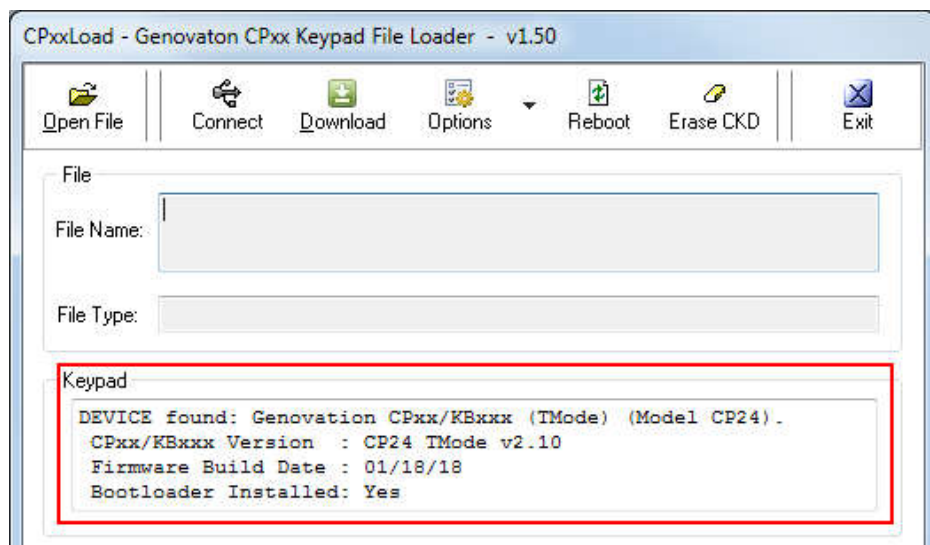 CPxxLoad - Genovaton CPxx Keypad File Loader - v1.50
Open File Connect Download Options Reboot Erase CKD Exit
File
File Name:
File Type:
Keypad
DEVICE found: Genovation CPxx/KBxxx (TMode) (Model CP24).
CPxx/KBxxx Version : CP24 TMode v2.10
Firmware Build Date : 01/18/18
Bootloader Installed: Yes